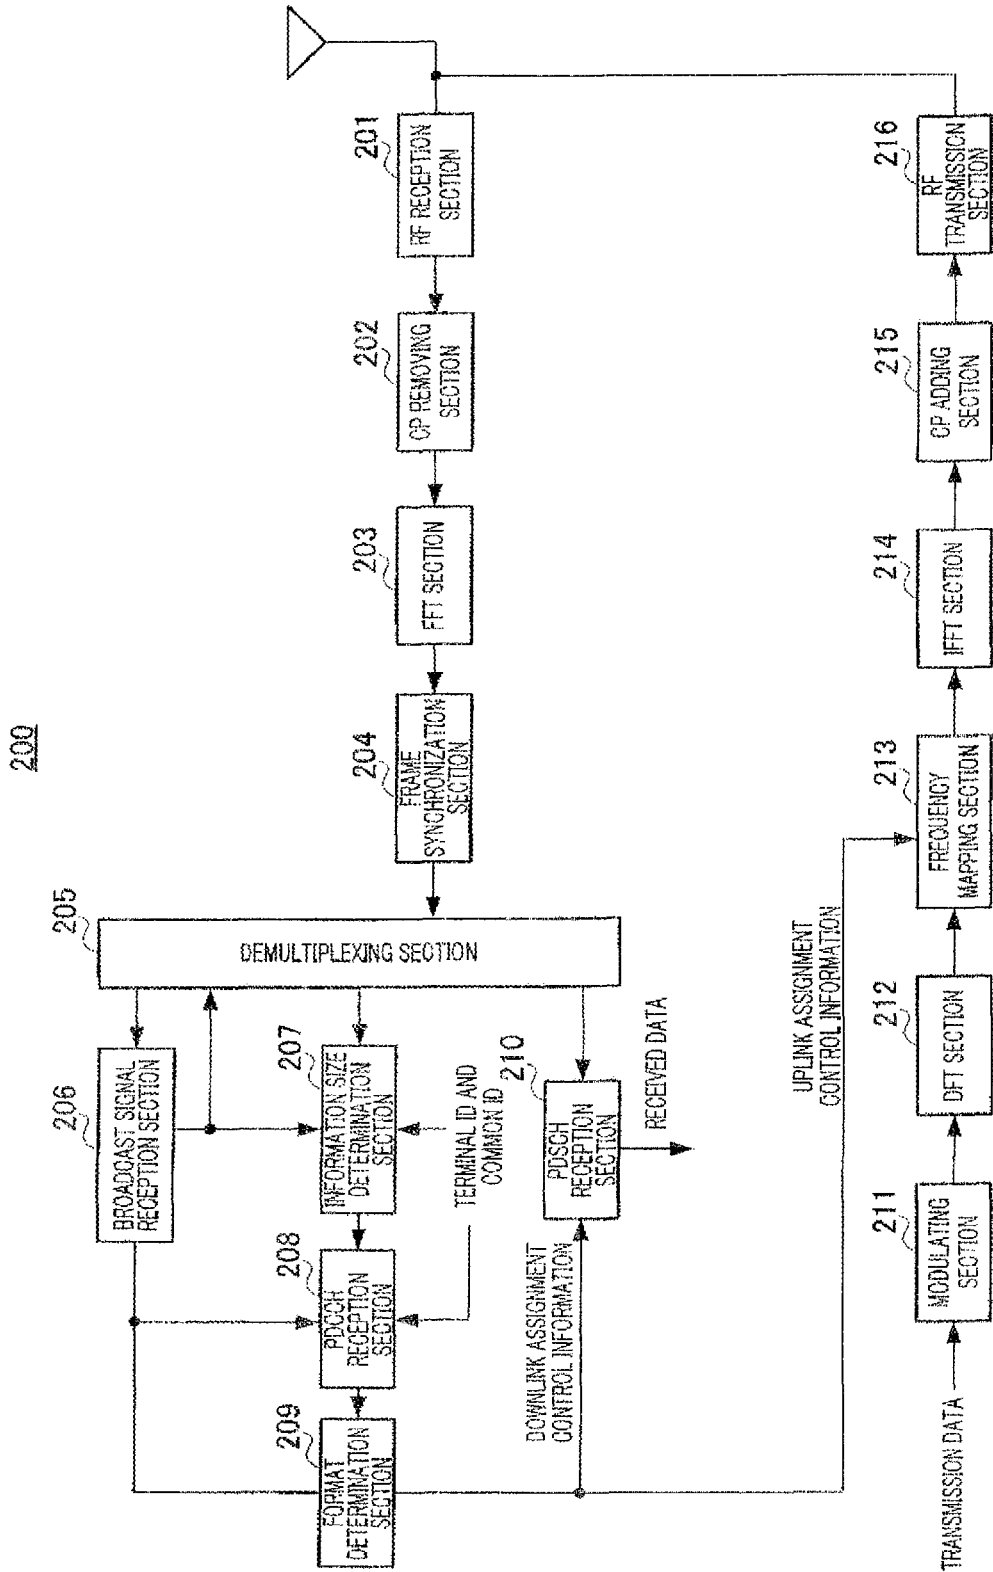 200
201
RF RECEPTION
SECTION
202
CP REMOVING
SECTION
203
FFT SECTION
204
FRAME
SYNCHRONIZATION
SECTION
205
DEMULTIPLEXING SECTION
206
BROADCAST SIGNAL
RECEPTION SECTION
207
INFORMATION SIZE
DETERMINATION
SECTION
TERMINAL ID AND
COMMON ID
208
PDCCH
RECEPTION
SECTION
209
FORMAT
DETERMINATION
SECTION
210
PDSCH
RECEPTION
SECTION
RECEIVED DATA
DOWNLINK ASSIGNMENT
CONTROL INFORMATION
UPLINK ASSIGNMENT
CONTROL INFORMATION
TRANSMISSION DATA
211
MODULATING
SECTION
212
DFT SECTION
213
FREQUENCY
MAPPING SECTION
214
IFFT SECTION
215
CP ADDING
SECTION
216
RF
TRANSMISSION
SECTION